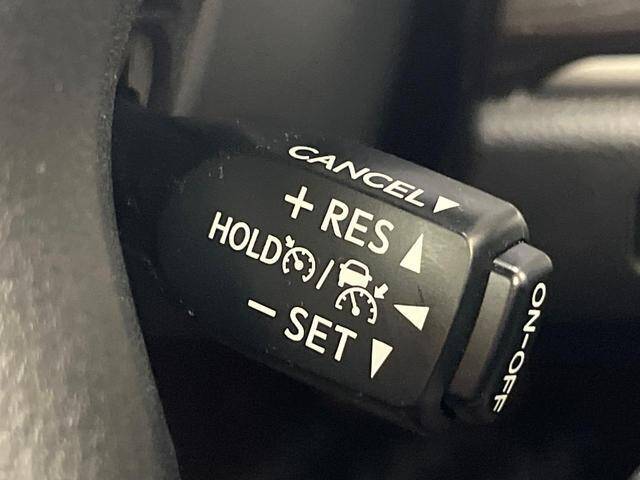 CANCEL ▼
+ RES ▲
HOLD / ◀
− SET ▼
ON-OFF